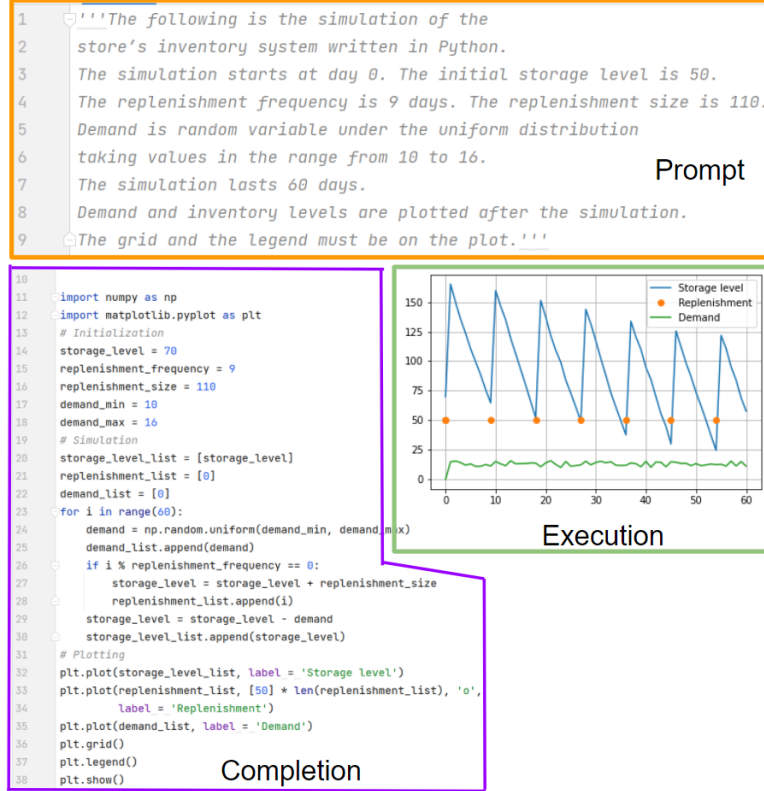 1 '''The following is the simulation of the
2 store's inventory system written in Python.
3 The simulation starts at day 0. The initial storage level is 50.
4 The replenishment frequency is 9 days. The replenishment size is 110.
5 Demand is random variable under the uniform distribution
6 taking values in the range from 10 to 16.
7 The simulation lasts 60 days.
8 Demand and inventory levels are plotted after the simulation.
9 The grid and the legend must be on the plot.'''
Prompt
10
11 import numpy as np
12 import matplotlib.pyplot as plt
13 # Initialization
14 storage_level = 70
15 replenishment_frequency = 9
16 replenishment_size = 110
17 demand_min = 10
18 demand_max = 16
19 # Simulation
20 storage_level_list = [storage_level]
21 replenishment_list = [0]
22 demand_list = [0]
23 for i in range(60):
24 demand = np.random.uniform(demand_min, demand_max)
25 demand_list.append(demand)
26 if i % replenishment_frequency == 0:
27 storage_level = storage_level + replenishment_size
28 replenishment_list.append(i)
29 storage_level = storage_level - demand
30 storage_level_list.append(storage_level)
31 # Plotting
32 plt.plot(storage_level_list, label = 'Storage level')
33 plt.plot(replenishment_list, [50] * len(replenishment_list), 'o',
34 label = 'Replenishment')
35 plt.plot(demand_list, label = 'Demand')
36 plt.grid()
37 plt.legend()
38 plt.show()
Completion
Storage level
Replenishment
Demand
150
125
100
75
50
25
0
0 10 20 30 40 50 60
Execution